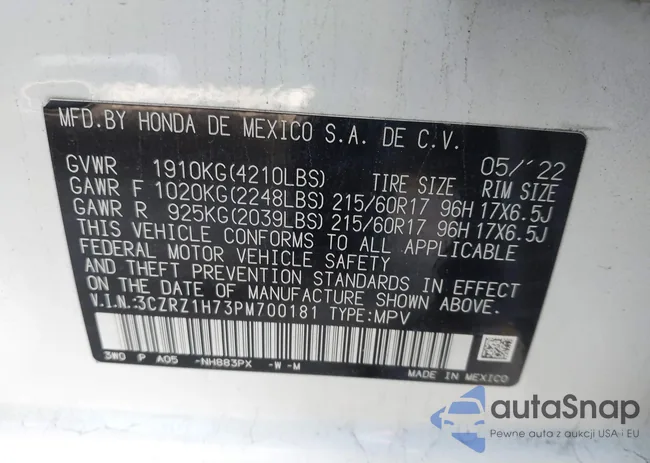 MFD.BY HONDA DE MEXICO S.A. DE C.V.
05/'22
GVWR 1910KG(4210LBS) TIRE SIZE RIM SIZE
GAWR F 1020KG(2248LBS) 215/60R17 96H 17X6.5J
GAWR R 925KG(2039LBS) 215/60R17 96H 17X6.5J
THIS VEHICLE CONFORMS TO ALL APPLICABLE
FEDERAL MOTOR VEHICLE SAFETY
AND THEFT PREVENTION STANDARDS IN EFFECT
ON THE DATE OF MANUFACTURE SHOWN ABOVE.
V.I.N.:3CZRZ1H73PM700181 TYPE:MPV
3W0 P A05 -NH883PX -W-M
MADE IN MEXICO
autaSnap
Pewne auta z aukcji USA i EU